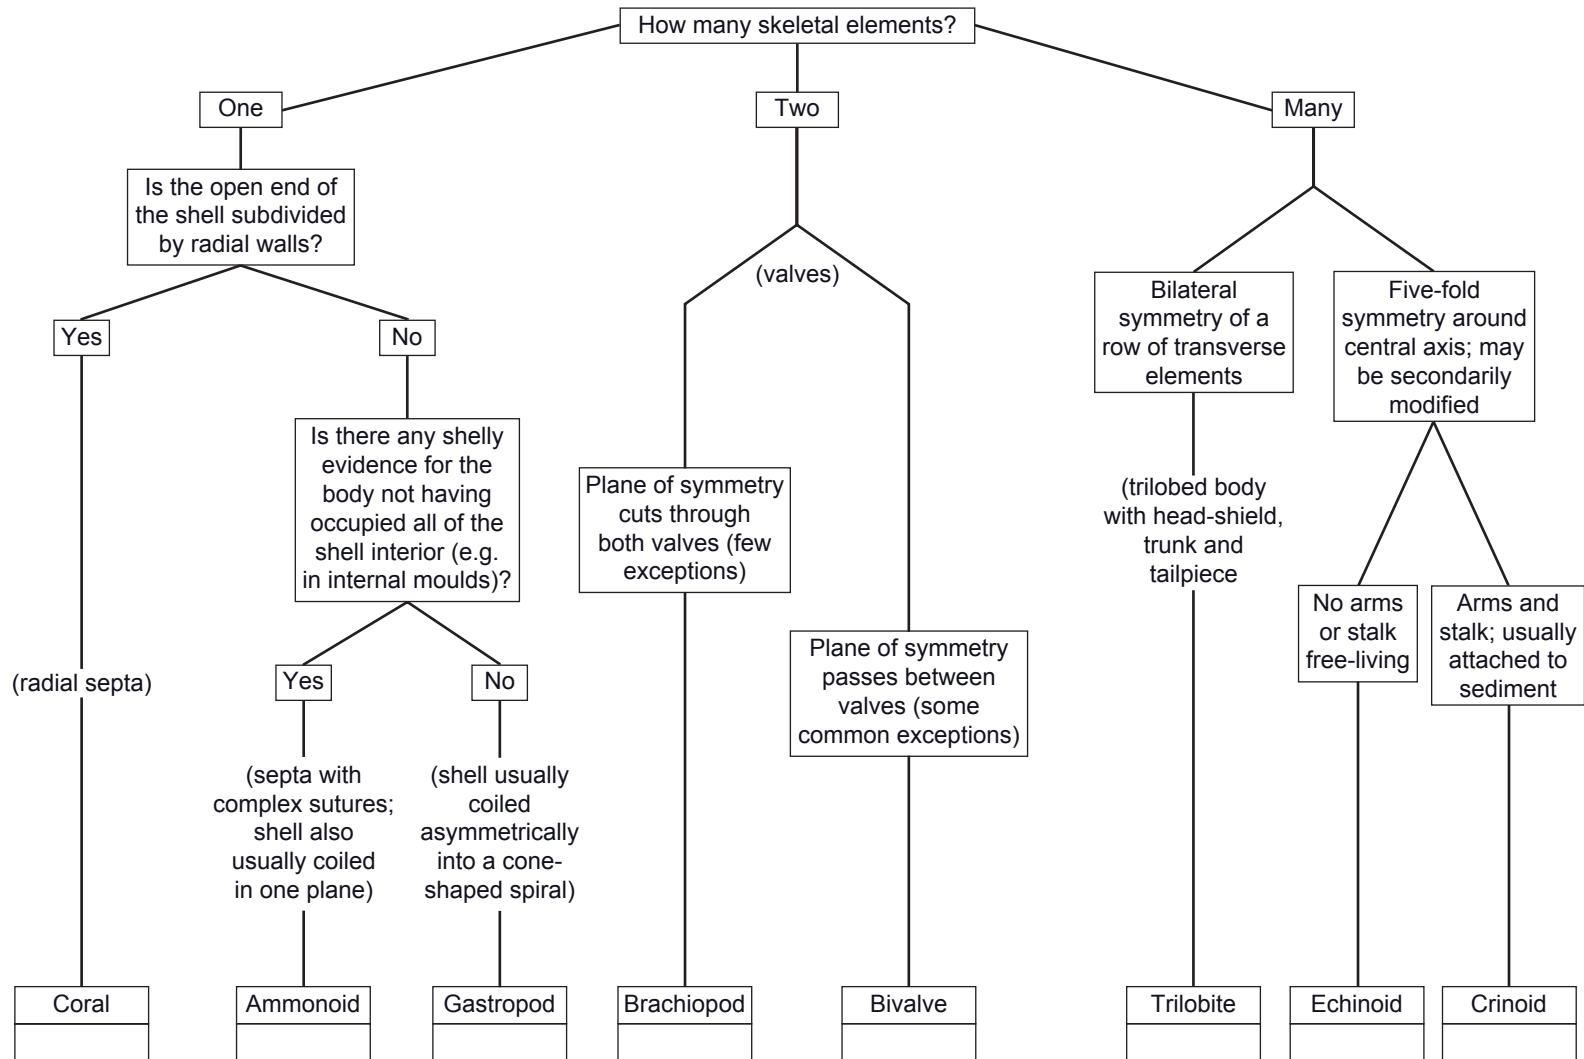 How many skeletal elements?
One
Two
Many
Is the open end of
the shell subdivided
by radial walls?
(valves)
Bilateral
symmetry of a
row of transverse
elements
Five-fold
symmetry around
central axis; may
be secondarily
modified
Yes
No
Is there any shelly
evidence for the
body not having
occupied all of the
shell interior (e.g.
in internal moulds)?
Plane of symmetry
cuts through
both valves (few
exceptions)
(trilobed body
with head-shield,
trunk and
tailpiece
No arms
or stalk
free-living
Arms and
stalk; usually
attached to
sediment
(radial septa)
Yes
No
Plane of symmetry
passes between
valves (some
common exceptions)
(septa with
complex sutures;
shell also
usually coiled
in one plane)
(shell usually
coiled
asymmetrically
into a cone-
shaped spiral)
Coral
Ammonoid
Gastropod
Brachiopod
Bivalve
Trilobite
Echinoid
Crinoid